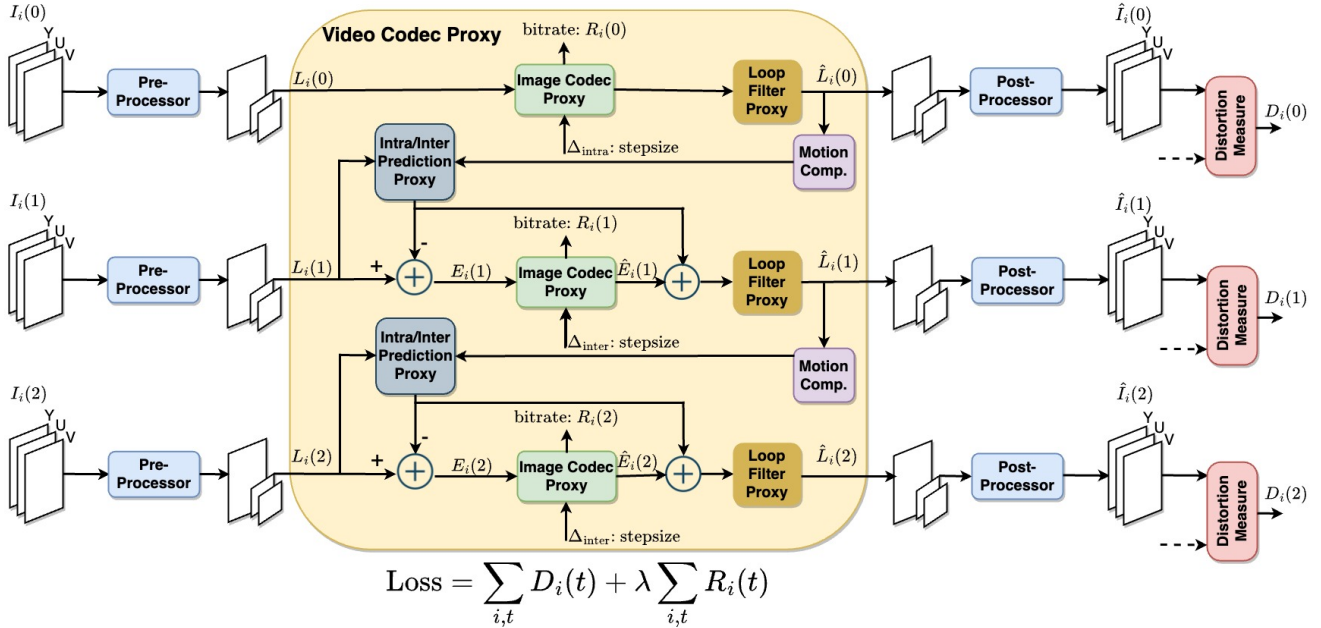 I_i(0)
Y
U
V
Pre-
Processor
L_i(0)
Video Codec Proxy
bitrate: R_i(0)
Image Codec
Proxy
Δ_intra: stepsize
Loop
Filter
Proxy
L̂_i(0)
Motion
Comp.
Post-
Processor
Î_i(0)
Y
U
V
Distortion
Measure
D_i(0)
Intra/Inter
Prediction
Proxy
I_i(1)
Y
U
V
Pre-
Processor
L_i(1)
+
-
+
E_i(1)
bitrate: R_i(1)
Image Codec
Proxy
Δ_inter: stepsize
Ê_i(1)
+
Loop
Filter
Proxy
L̂_i(1)
Motion
Comp.
Post-
Processor
Î_i(1)
Y
U
V
Distortion
Measure
D_i(1)
Intra/Inter
Prediction
Proxy
I_i(2)
Y
U
V
Pre-
Processor
L_i(2)
+
-
+
E_i(2)
bitrate: R_i(2)
Image Codec
Proxy
Δ_inter: stepsize
Ê_i(2)
+
Loop
Filter
Proxy
L̂_i(2)
Post-
Processor
Î_i(2)
Y
U
V
Distortion
Measure
D_i(2)
Loss = ∑_{i,t} D_i(t) + λ ∑_{i,t} R_i(t)